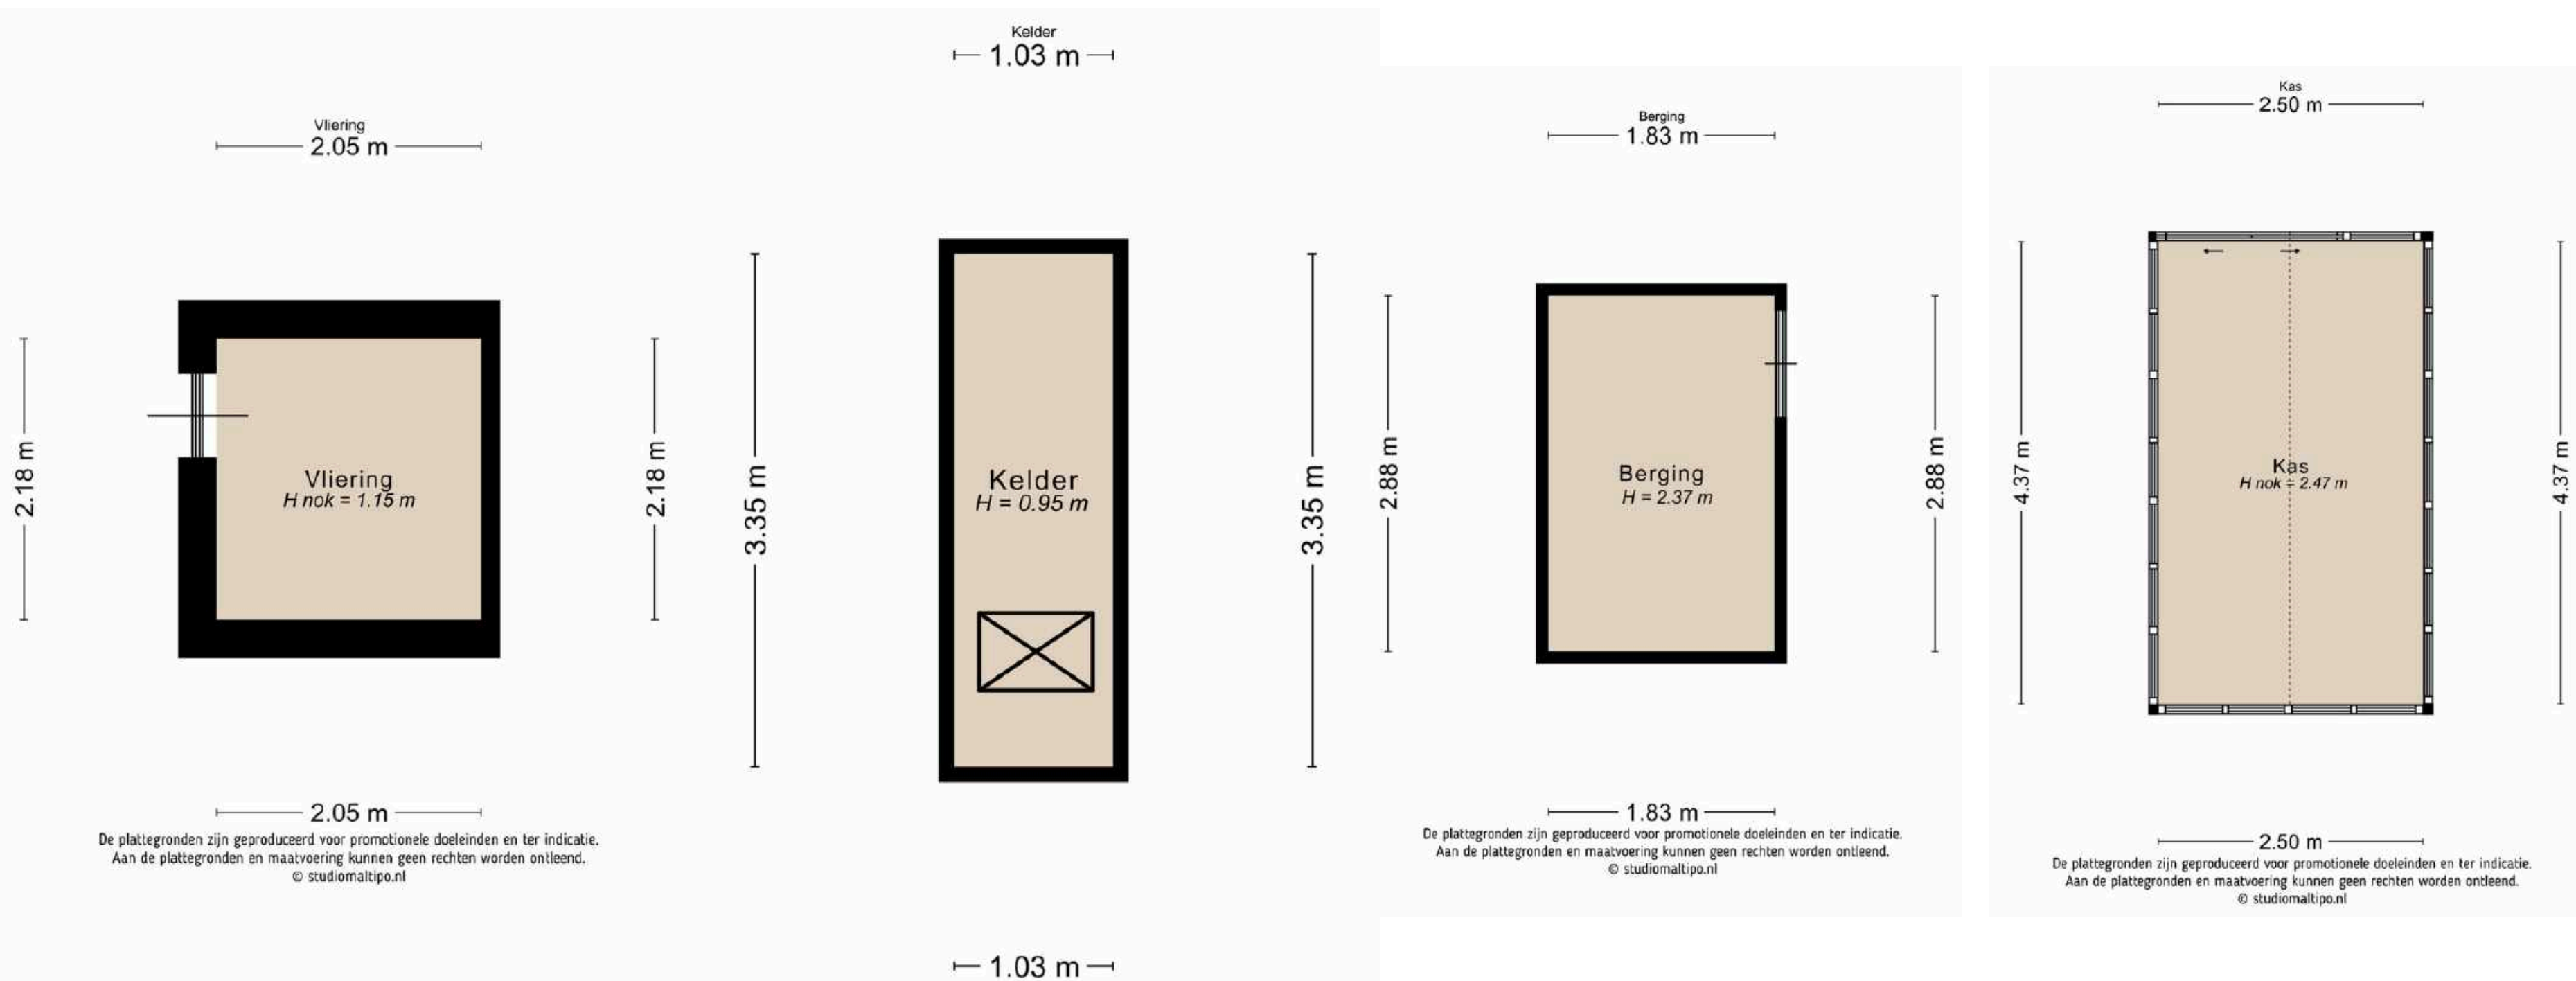 Vliering
2.05 m
2.18 m
Vliering
H nok = 1.15 m
2.18 m
2.05 m
De plattegronden zijn geproduceerd voor promotionele doeleinden en ter indicatie.
Aan de plattegronden en maatvoering kunnen geen rechten worden ontleend.
© studiomaltipo.nl
Kelder
1.03 m
3.35 m
Kelder
H = 0.95 m
3.35 m
1.03 m
Berging
1.83 m
2.88 m
Berging
H = 2.37 m
2.88 m
1.83 m
De plattegronden zijn geproduceerd voor promotionele doeleinden en ter indicatie.
Aan de plattegronden en maatvoering kunnen geen rechten worden ontleend.
© studiomaltipo.nl
Kas
2.50 m
4.37 m
Kas
H nok = 2.47 m
4.37 m
2.50 m
De plattegronden zijn geproduceerd voor promotionele doeleinden en ter indicatie.
Aan de plattegronden en maatvoering kunnen geen rechten worden ontleend.
© studiomaltipo.nl